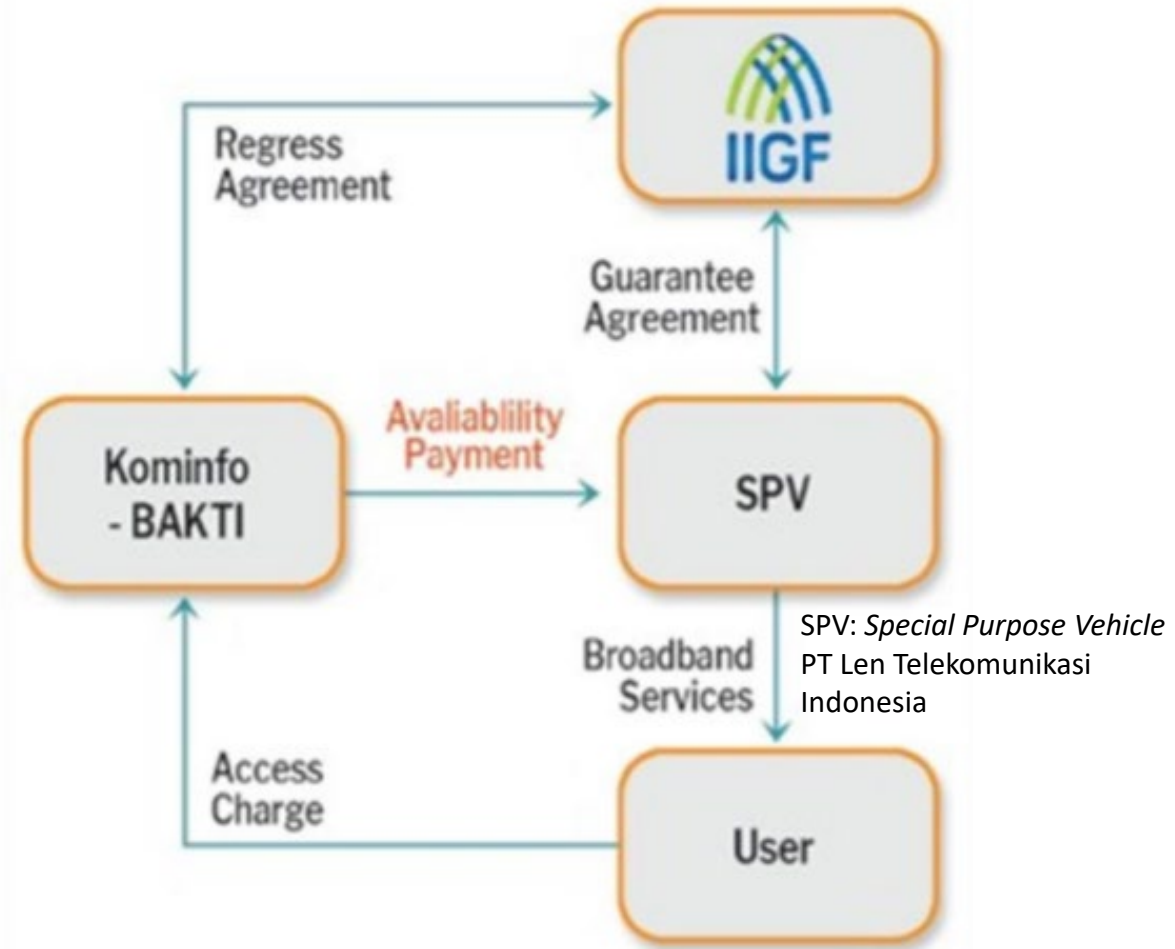 IIGF
Regress
Agreement
Guarantee
Agreement
Kominfo
- BAKTI
Avaliablility
Payment
SPV
SPV: Special Purpose Vehicle
PT Len Telekomunikasi
Indonesia
Broadband
Services
Access
Charge
User